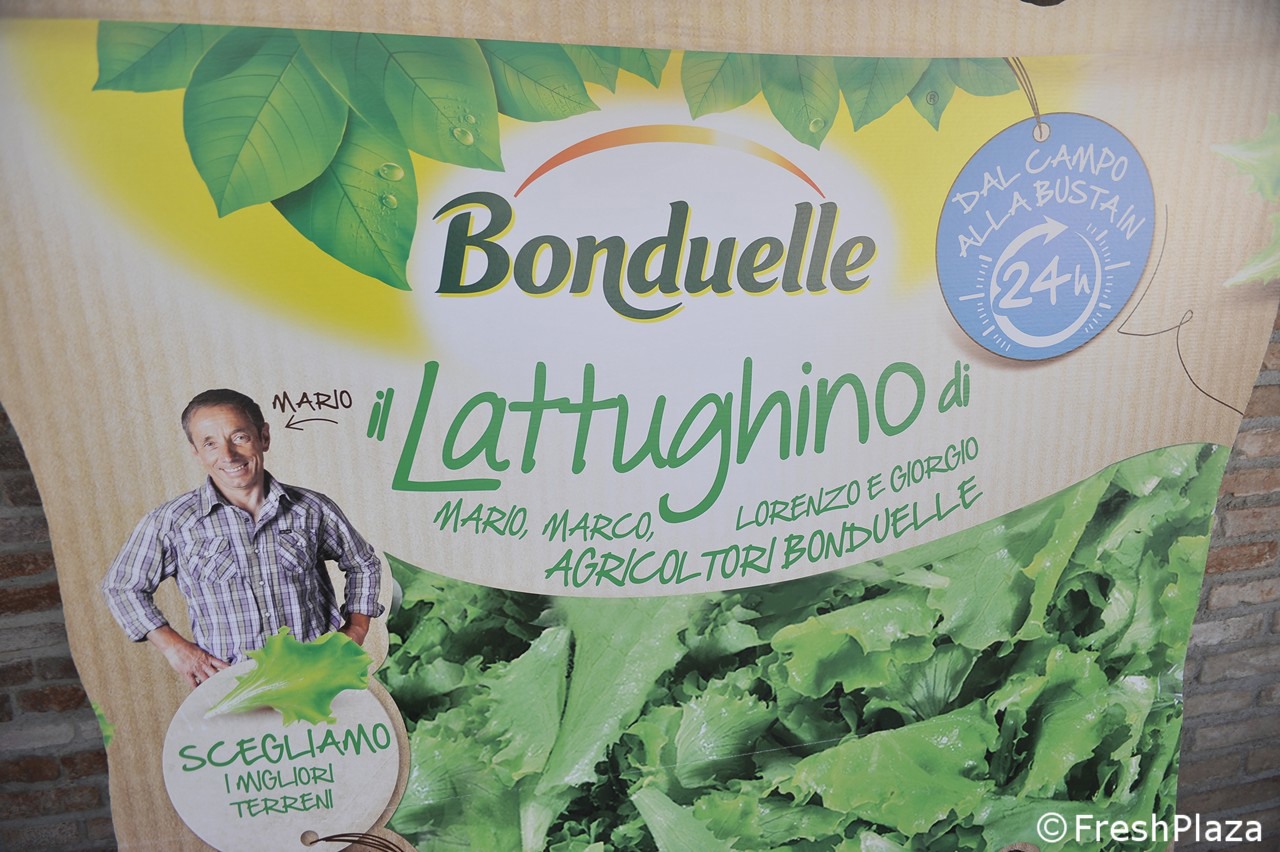 Bonduelle
DAL CAMPO
ALLA BUSTA IN
24h
MARIO
il Lattughino di
MARIO, MARCO, LORENZO E GIORGIO
AGRICOLTORI BONDUELLE
SCEGLIAMO
I MIGLIORI
TERRENI
©FreshPlaza